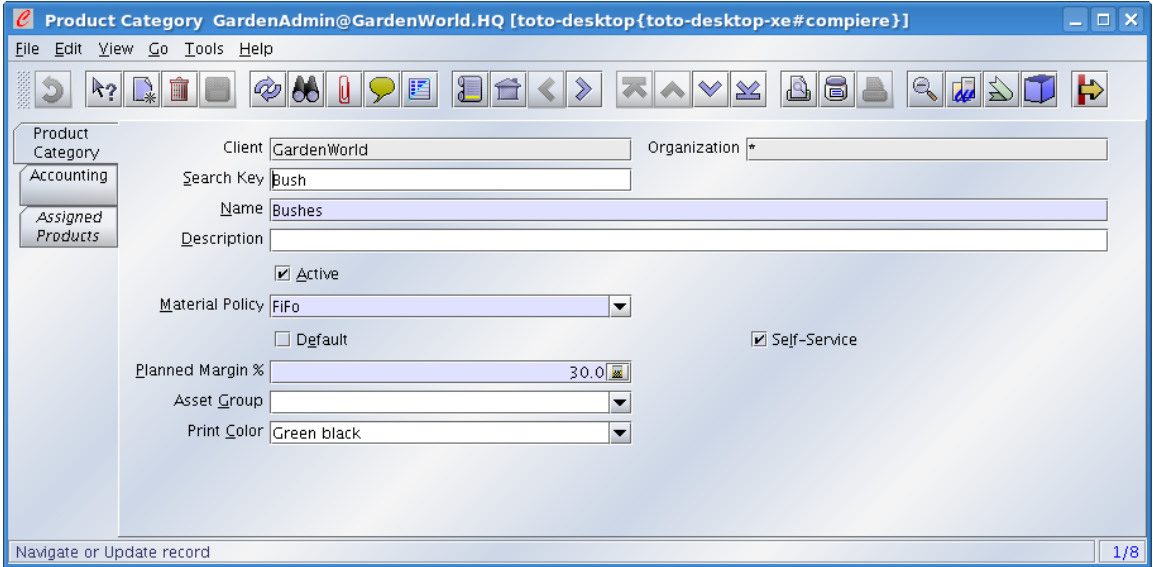 Product Category GardenAdmin@GardenWorld.HQ [toto-desktop{toto-desktop-xe#compiere}]
File Edit View Go Tools Help
Product Category
Accounting
Assigned Products
Client GardenWorld Organization *
Search Key Bush
Name Bushes
Description
Active
Material Policy FiFo
Default Self-Service
Planned Margin % 30.0
Asset Group
Print Color Green black
Navigate or Update record 1/8